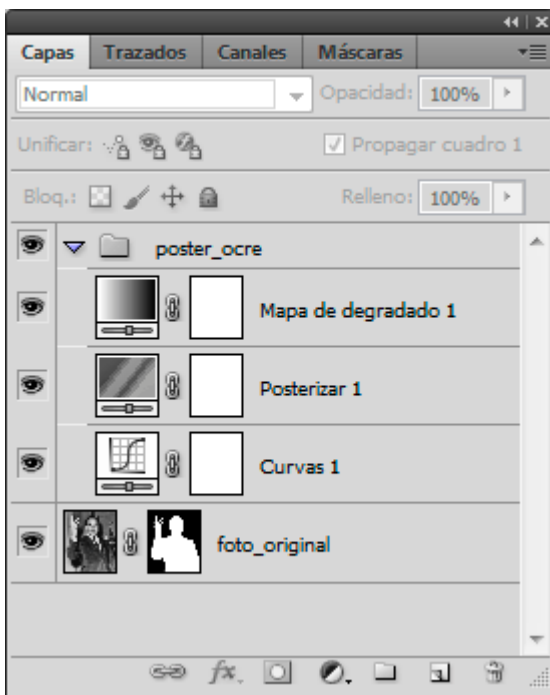 Capas Trazados Canales Máscaras
Normal Opacidad: 100%
Unificar: Propagar cuadro 1
Bloq.: Relleno: 100%
poster_ocre
Mapa de degradado 1
Posterizar 1
Curvas 1
foto_original
fx.